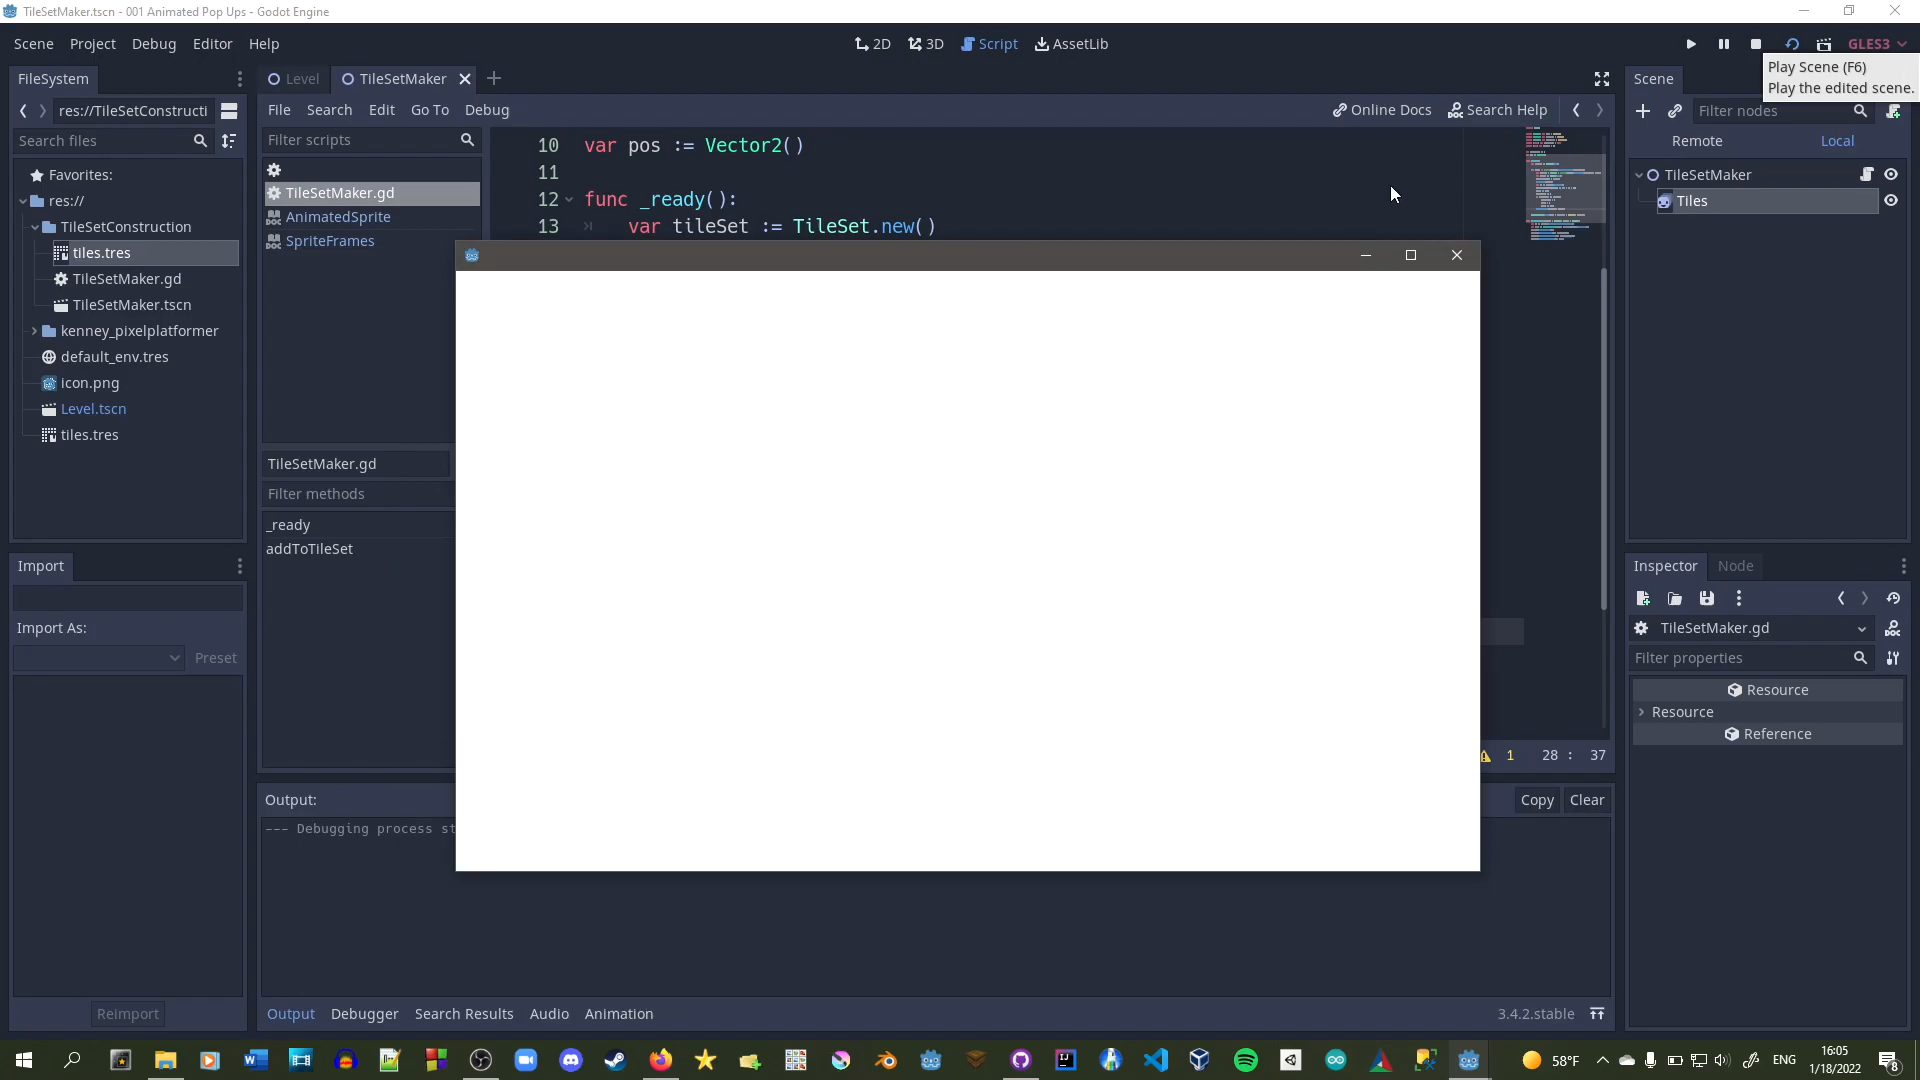 TileSetMaker.tscn - 001 Animated Pop Ups - Godot Engine
Scene Project Debug Editor Help
2D 3D Script AssetLib
GLES3
Play Scene (F6)
Play the edited scene.
FileSystem
Level TileSetMaker
Scene
res://TileSetConstructi
File Search Edit Go To Debug
Online Docs Search Help
Filter nodes
Search files
Filter scripts
Remote Local
Favorites:
res://
TileSetConstruction
tiles.tres
TileSetMaker.gd
TileSetMaker.tscn
kenney_pixelplatformer
default_env.tres
icon.png
Level.tscn
tiles.tres
TileSetMaker.gd
AnimatedSprite
SpriteFrames
10 var pos := Vector2()
11
12 func _ready():
13 var tileSet := TileSet.new()
TileSetMaker
Tiles
TileSetMaker.gd
Filter methods
_ready
addToTileSet
Import
Import As:
Preset
Reimport
1 28 : 37
Output:
Copy Clear
--- Debugging process st
Output Debugger Search Results Audio Animation
3.4.2.stable
Inspector Node
TileSetMaker.gd
Filter properties
Resource
Resource
Reference
58°F
ENG
16:05
1/18/2022
8